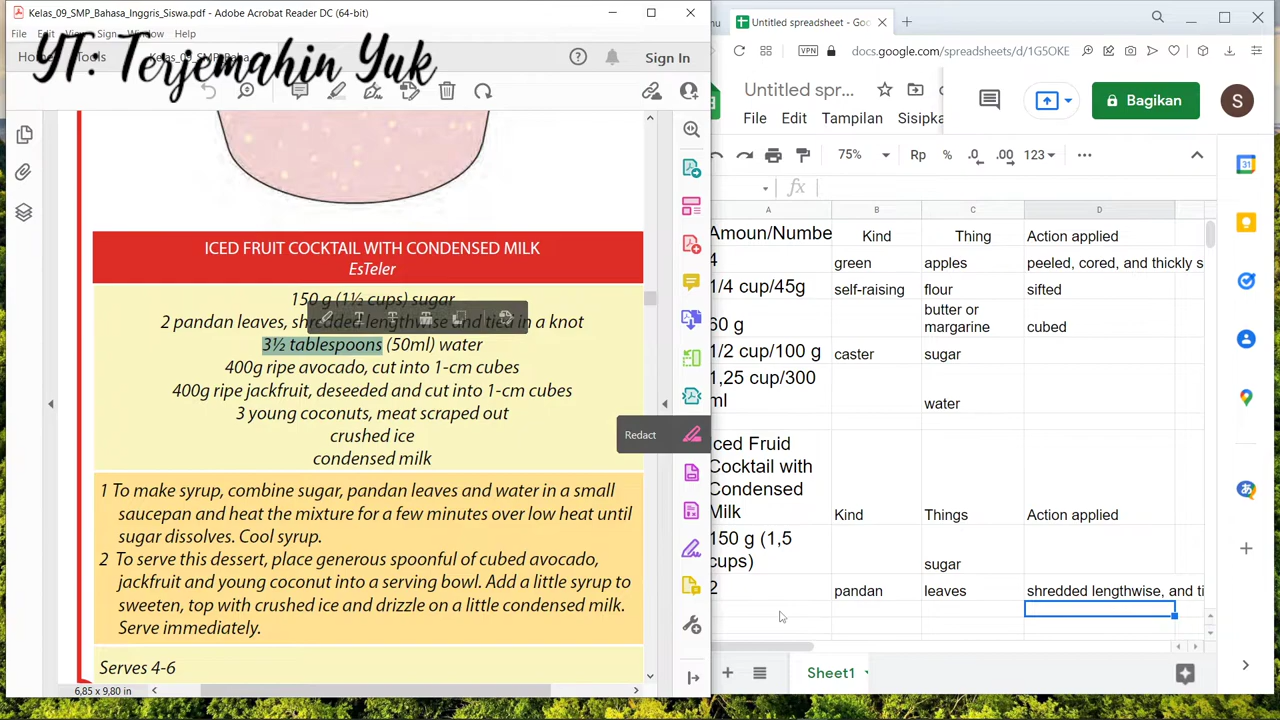 Kelas_09_SMP_Bahasa_Inggris_Siswa.pdf - Adobe Acrobat Reader DC (64-bit)
File Edit View Sign Window Help
YT: Terjemahin Yuk
Tools
Sign In
ICED FRUIT COCKTAIL WITH CONDENSED MILK
EsTeler
150 g (1½ cups) sugar
2 pandan leaves, shredded lengthwise and tied in a knot
3½ tablespoons (50ml) water
400g ripe avocado, cut into 1-cm cubes
400g ripe jackfruit, deseeded and cut into 1-cm cubes
3 young coconuts, meat scraped out
crushed ice
condensed milk
1 To make syrup, combine sugar, pandan leaves and water in a small
saucepan and heat the mixture for a few minutes over low heat until
sugar dissolves. Cool syrup.
2 To serve this dessert, place generous spoonful of cubed avocado,
jackfruit and young coconut into a serving bowl. Add a little syrup to
sweeten, top with crushed ice and drizzle on a little condensed milk.
Serve immediately.
Serves 4-6
6,85 x 9,80 in
Redact
Untitled spreadsheet - Goo
VPN docs.google.com/spreadsheets/d/1G5OKE
Untitled spr...
File Edit Tampilan Sisipka
Bagikan
S
75% Rp % .0 .00 123
fx
A B C D
Amoun/Numbe Kind Thing Action applied
4 green apples peeled, cored, and thickly s
1/4 cup/45g self-raising flour sifted
60 g butter or margarine cubed
1/2 cup/100 g caster sugar
1,25 cup/300 ml water
Iced Fruid Cocktail with Condensed Milk Kind Things Action applied
150 g (1,5 cups) sugar
2 pandan leaves shredded lengthwise, and ti
Sheet1
31